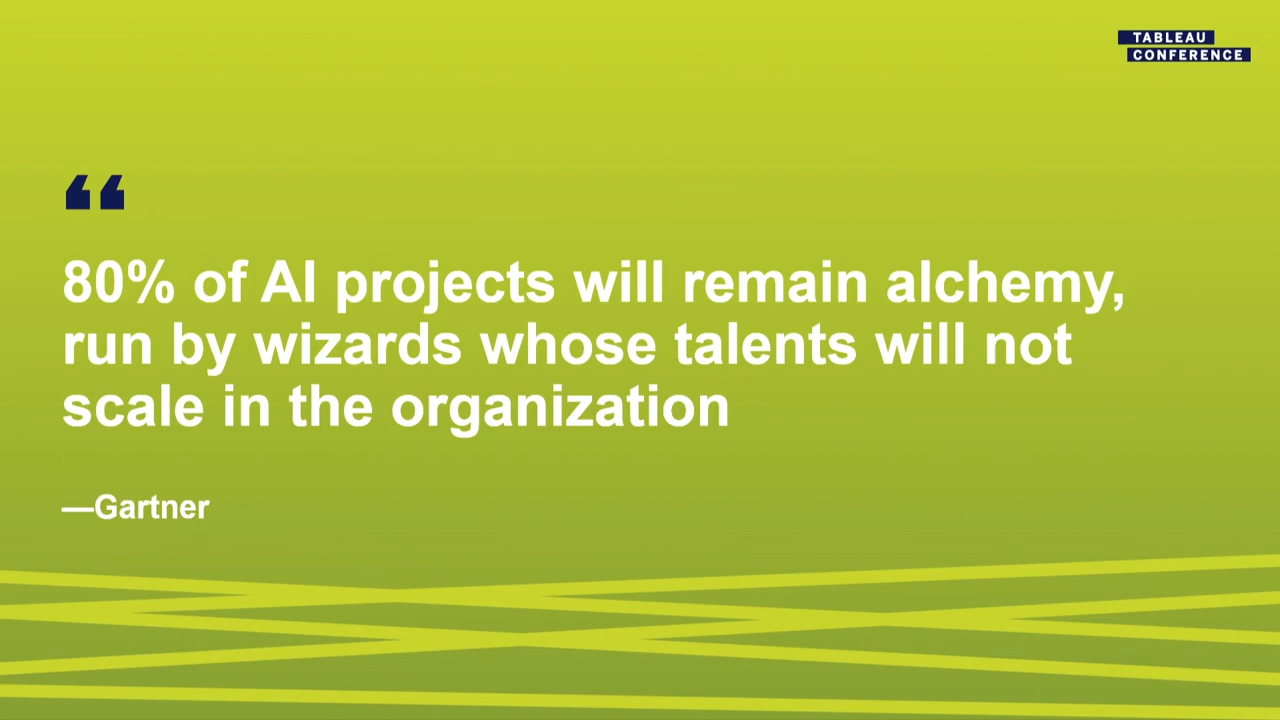 TABLEAU
CONFERENCE
“
80% of AI projects will remain alchemy,
run by wizards whose talents will not
scale in the organization
—Gartner